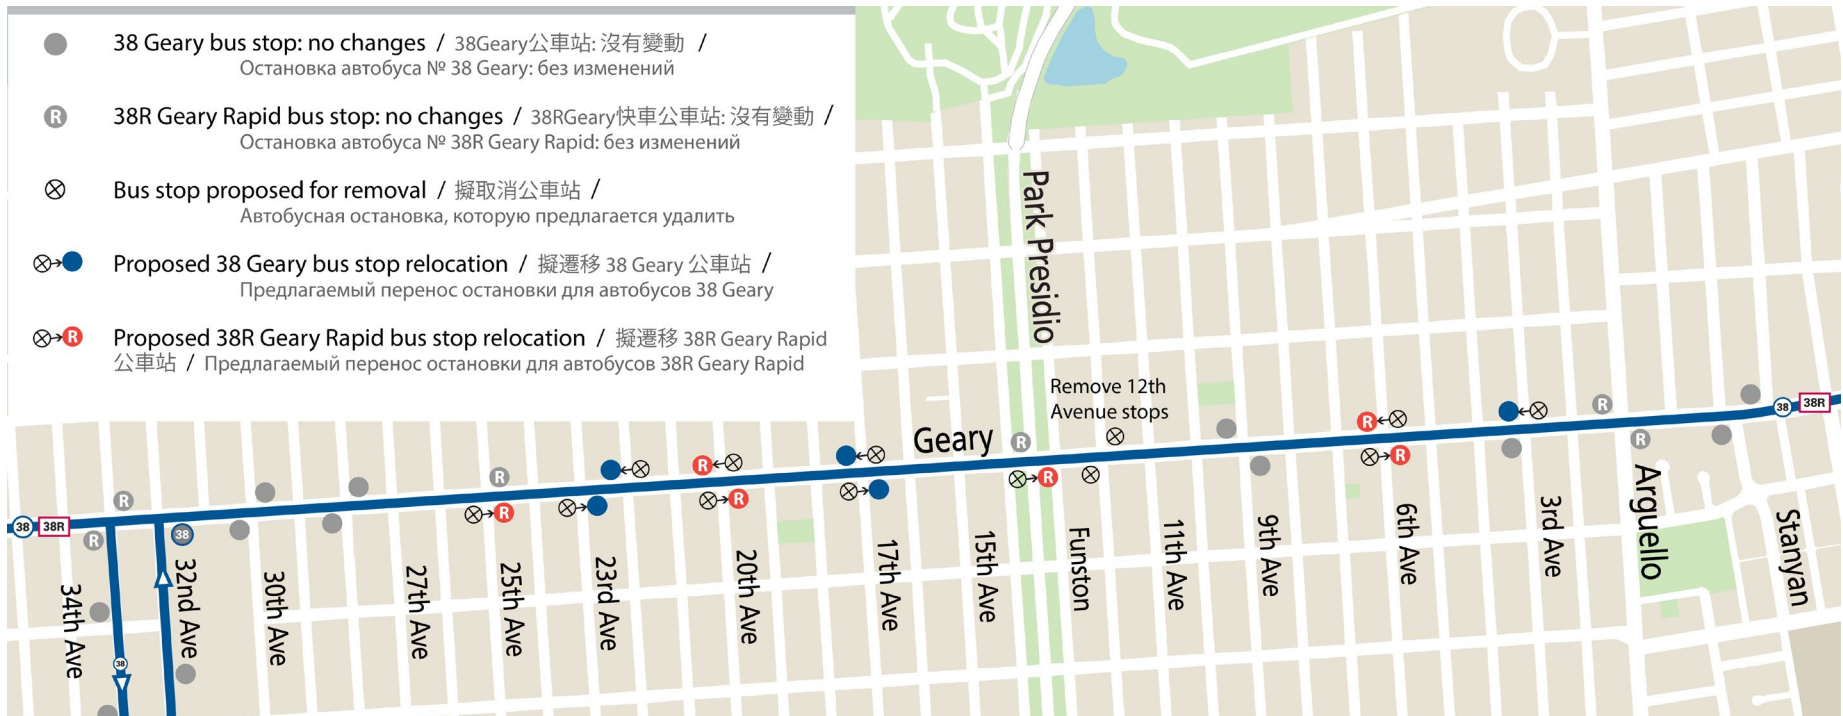 38 Geary bus stop: no changes / 38Geary公車站: 沒有變動 /
Остановка автобуса № 38 Geary: без изменений
R 38R Geary Rapid bus stop: no changes / 38RGeary快車公車站: 沒有變動 /
Остановка автобуса № 38R Geary Rapid: без изменений
Bus stop proposed for removal / 擬取消公車站 /
Автобусная остановка, которую предлагается удалить
Proposed 38 Geary bus stop relocation / 擬遷移 38 Geary 公車站 /
Предлагаемый перенос остановки для автобусов 38 Geary
R Proposed 38R Geary Rapid bus stop relocation / 擬遷移 38R Geary Rapid
公車站 / Предлагаемый перенос остановки для автобусов 38R Geary Rapid
Park Presidio
Remove 12th
Avenue stops
Geary
38
38R
R
R
R
R
R
R
R
R
R
R
R
R
38
38R
38
38
34th Ave
32nd Ave
30th Ave
27th Ave
25th Ave
23rd Ave
20th Ave
17th Ave
15th Ave
Funston
11th Ave
9th Ave
6th Ave
3rd Ave
Arguello
Stanyan